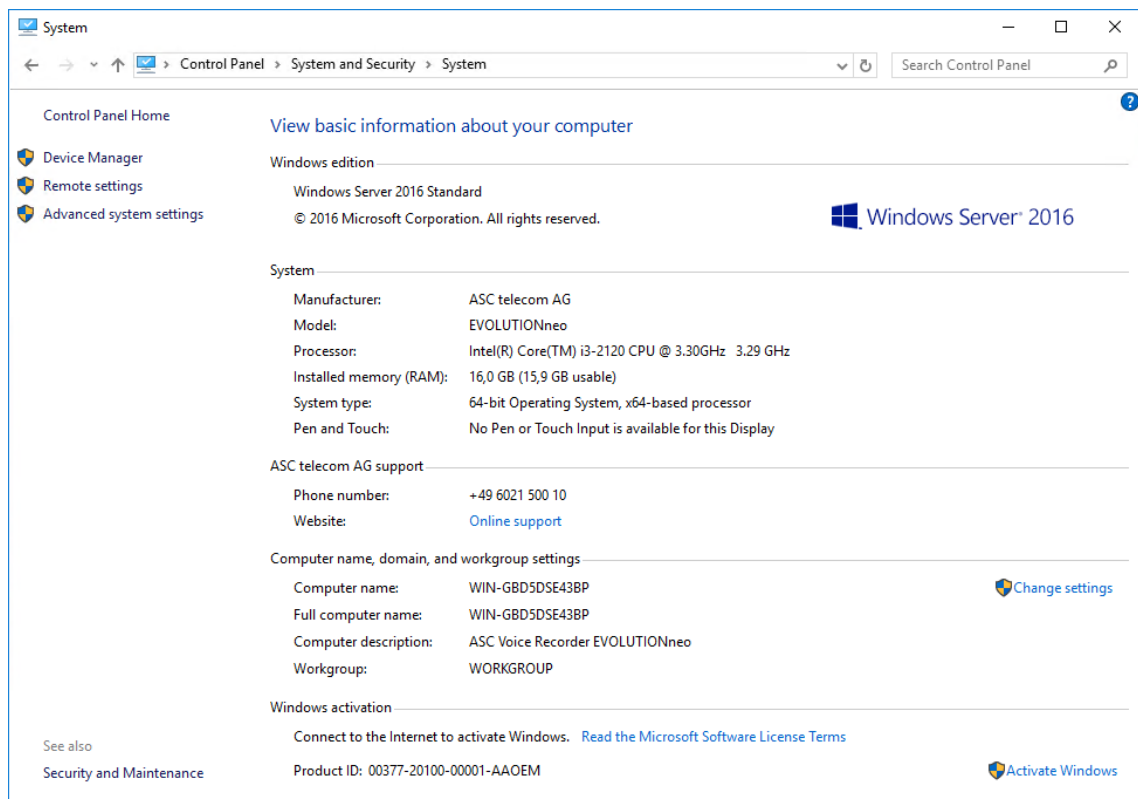 System
Control Panel > System and Security > System
Search Control Panel
?
Control Panel Home
Device Manager
Remote settings
Advanced system settings
View basic information about your computer
Windows edition
Windows Server 2016 Standard
© 2016 Microsoft Corporation. All rights reserved.
Windows Server® 2016
System
Manufacturer: ASC telecom AG
Model: EVOLUTIONneo
Processor: Intel(R) Core(TM) i3-2120 CPU @ 3.30GHz 3.29 GHz
Installed memory (RAM): 16,0 GB (15,9 GB usable)
System type: 64-bit Operating System, x64-based processor
Pen and Touch: No Pen or Touch Input is available for this Display
ASC telecom AG support
Phone number: +49 6021 500 10
Website: Online support
Computer name, domain, and workgroup settings
Computer name: WIN-GBD5DSE43BP Change settings
Full computer name: WIN-GBD5DSE43BP
Computer description: ASC Voice Recorder EVOLUTIONneo
Workgroup: WORKGROUP
Windows activation
Connect to the Internet to activate Windows. Read the Microsoft Software License Terms
Product ID: 00377-20100-00001-AAOEM Activate Windows
See also
Security and Maintenance